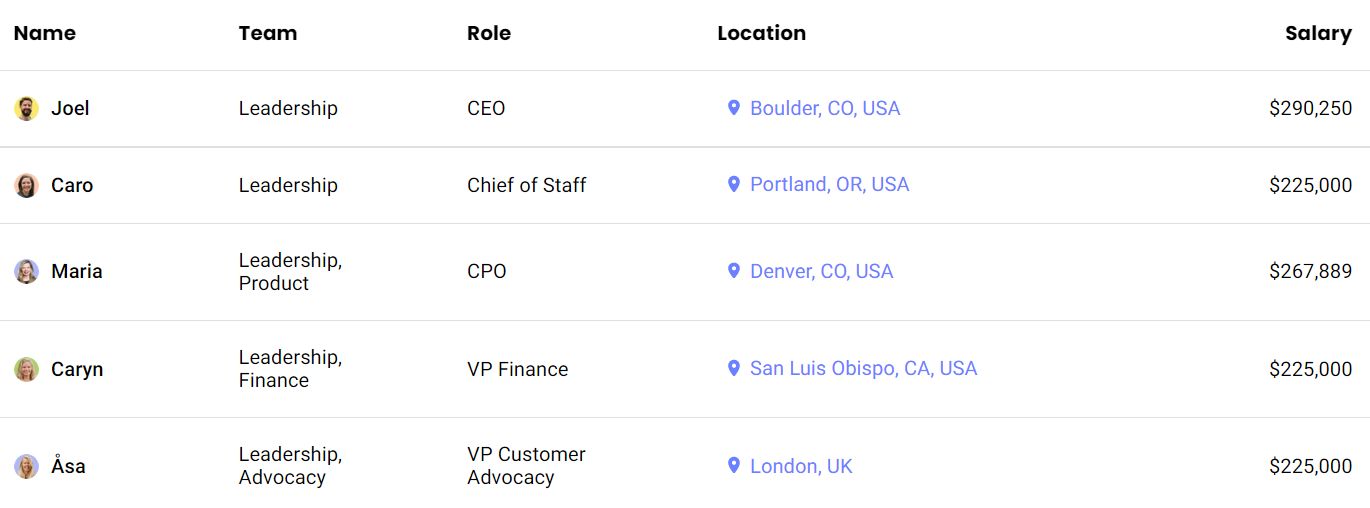 Name Team Role Location Salary
Joel Leadership CEO Boulder, CO, USA $290,250
Caro Leadership Chief of Staff Portland, OR, USA $225,000
Maria Leadership, Product CPO Denver, CO, USA $267,889
Caryn Leadership, Finance VP Finance San Luis Obispo, CA, USA $225,000
Åsa Leadership, Advocacy VP Customer Advocacy London, UK $225,000